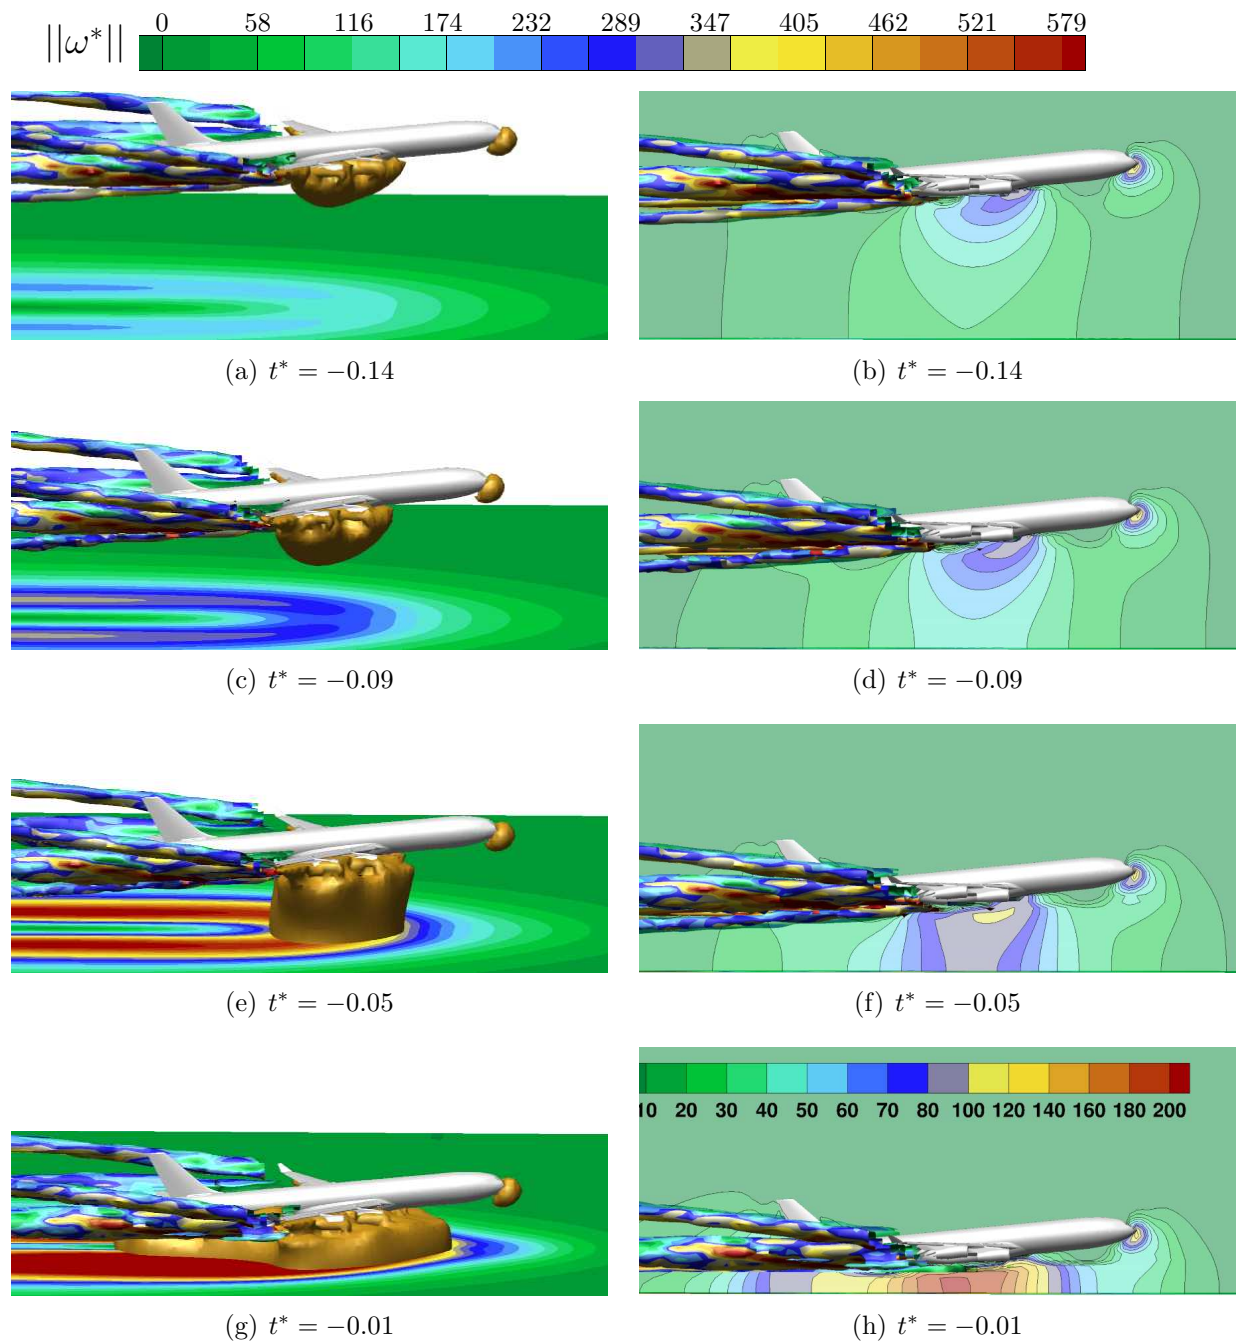 ||ω*|| 0 58 116 174 232 289 347 405 462 521 579
(a) t* = −0.14 (b) t* = −0.14
(c) t* = −0.09 (d) t* = −0.09
(e) t* = −0.05 (f) t* = −0.05
10 20 30 40 50 60 70 80 100 120 140 160 180 200
(g) t* = −0.01 (h) t* = −0.01